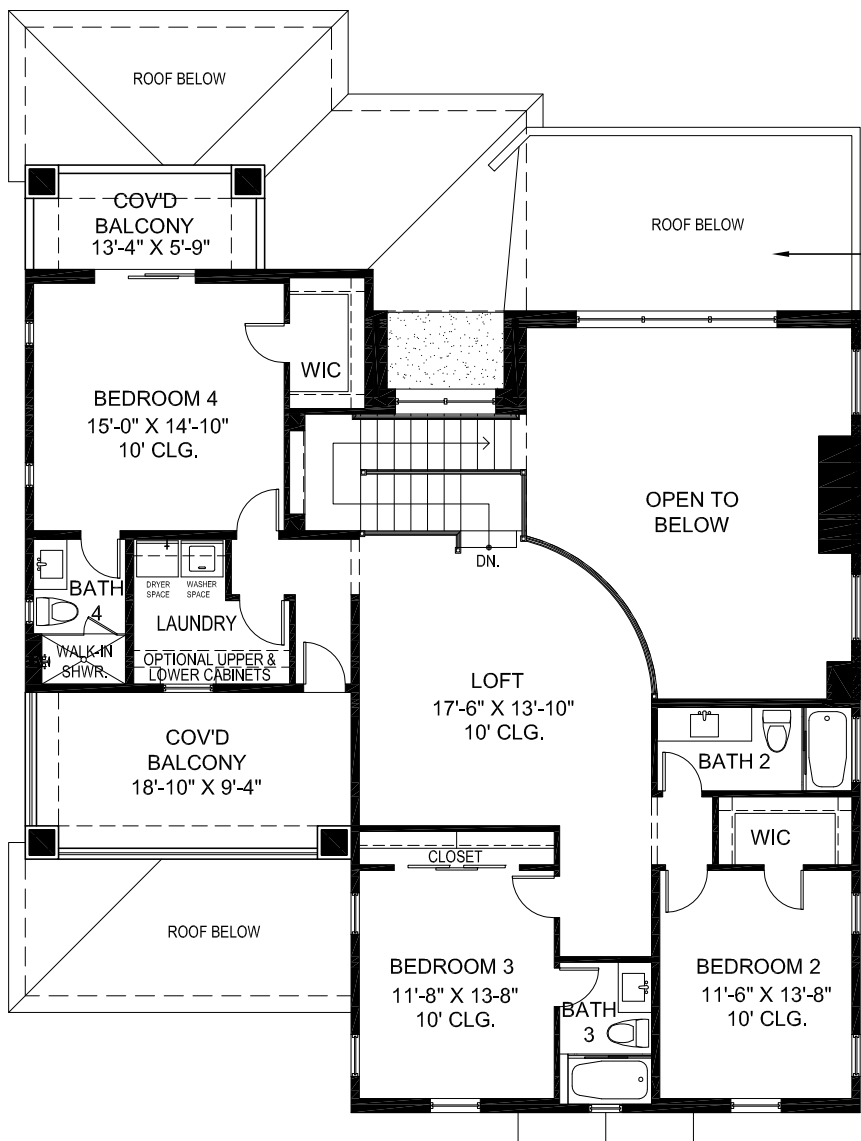 ROOF BELOW
COV'D
BALCONY
13'-4" X 5'-9"
ROOF BELOW
WIC
BEDROOM 4
15'-0" X 14'-10"
10' CLG.
OPEN TO
BELOW
DN.
BATH
4
DRYER
SPACE
WASHER
SPACE
LAUNDRY
WALK-IN
SHWR.
OPTIONAL UPPER &
LOWER CABINETS
LOFT
17'-6" X 13'-10"
10' CLG.
COV'D
BALCONY
18'-10" X 9'-4"
BATH 2
WIC
CLOSET
ROOF BELOW
BEDROOM 3
11'-8" X 13-8"
10' CLG.
BATH
3
BEDROOM 2
11'-6" X 13'-8"
10' CLG.